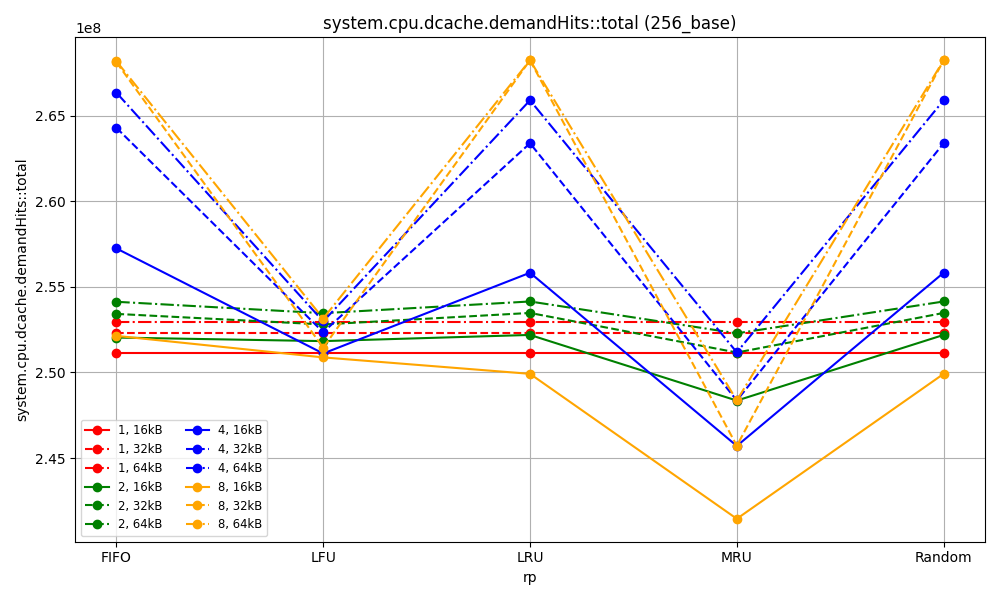 system.cpu.dcache.demandHits::total (256_base)
1e8
system.cpu.dcache.demandHits::total
2.65
2.60
2.55
2.50
2.45
1, 16kB
1, 32kB
1, 64kB
2, 16kB
2, 32kB
2, 64kB
4, 16kB
4, 32kB
4, 64kB
8, 16kB
8, 32kB
8, 64kB
FIFO
LFU
LRU
MRU
Random
rp